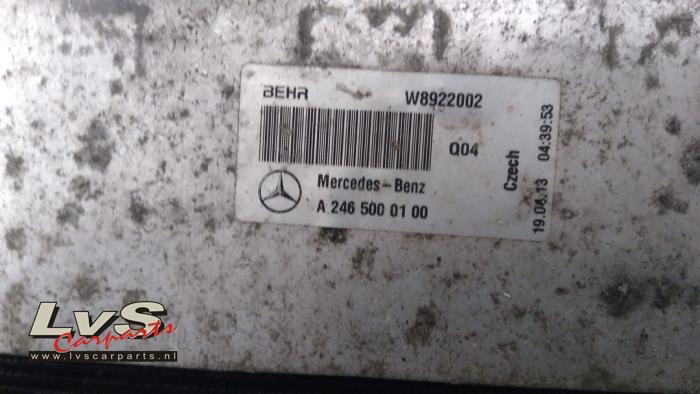 BEHR W8922002
Q04
Mercedes-Benz
A 246 500 01 00
Czech
19.04.13 04:39:53
LvS
Carparts
www.lvscarparts.nl